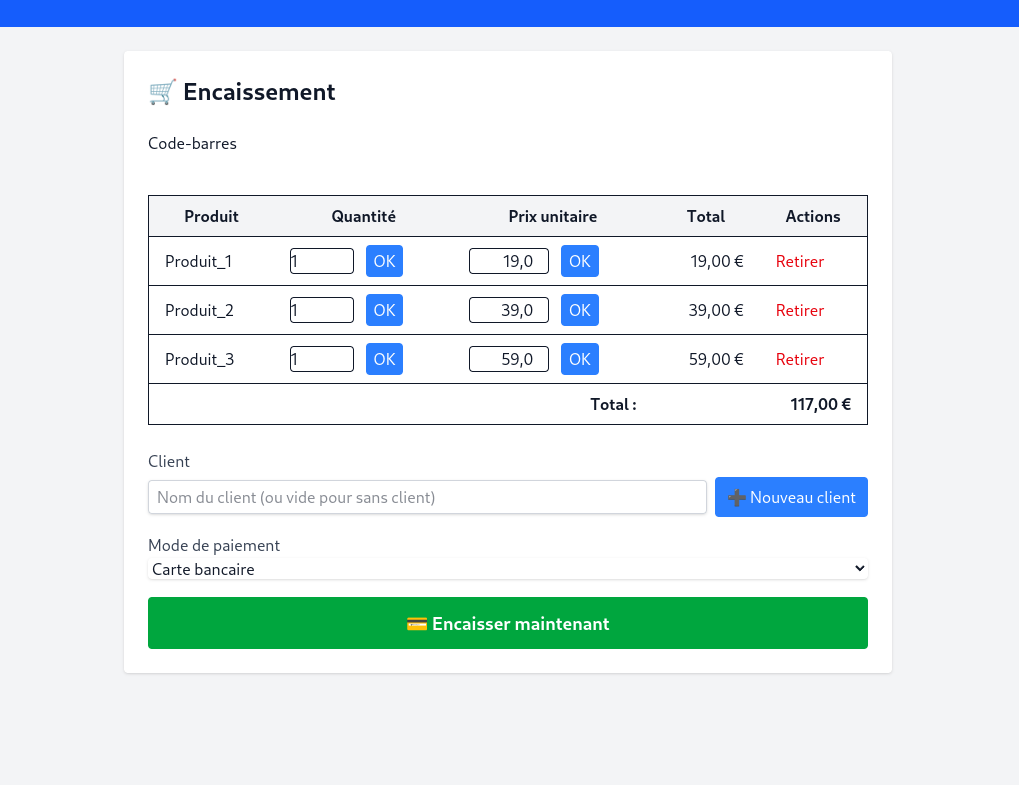 🛒 Encaissement
Code-barres
Produit Quantité Prix unitaire Total Actions
Produit_1 1 OK 19,0 OK 19,00 € Retirer
Produit_2 1 OK 39,0 OK 39,00 € Retirer
Produit_3 1 OK 59,0 OK 59,00 € Retirer
Total : 117,00 €
Client
Nom du client (ou vide pour sans client) ➕ Nouveau client
Mode de paiement
Carte bancaire
💳 Encaisser maintenant